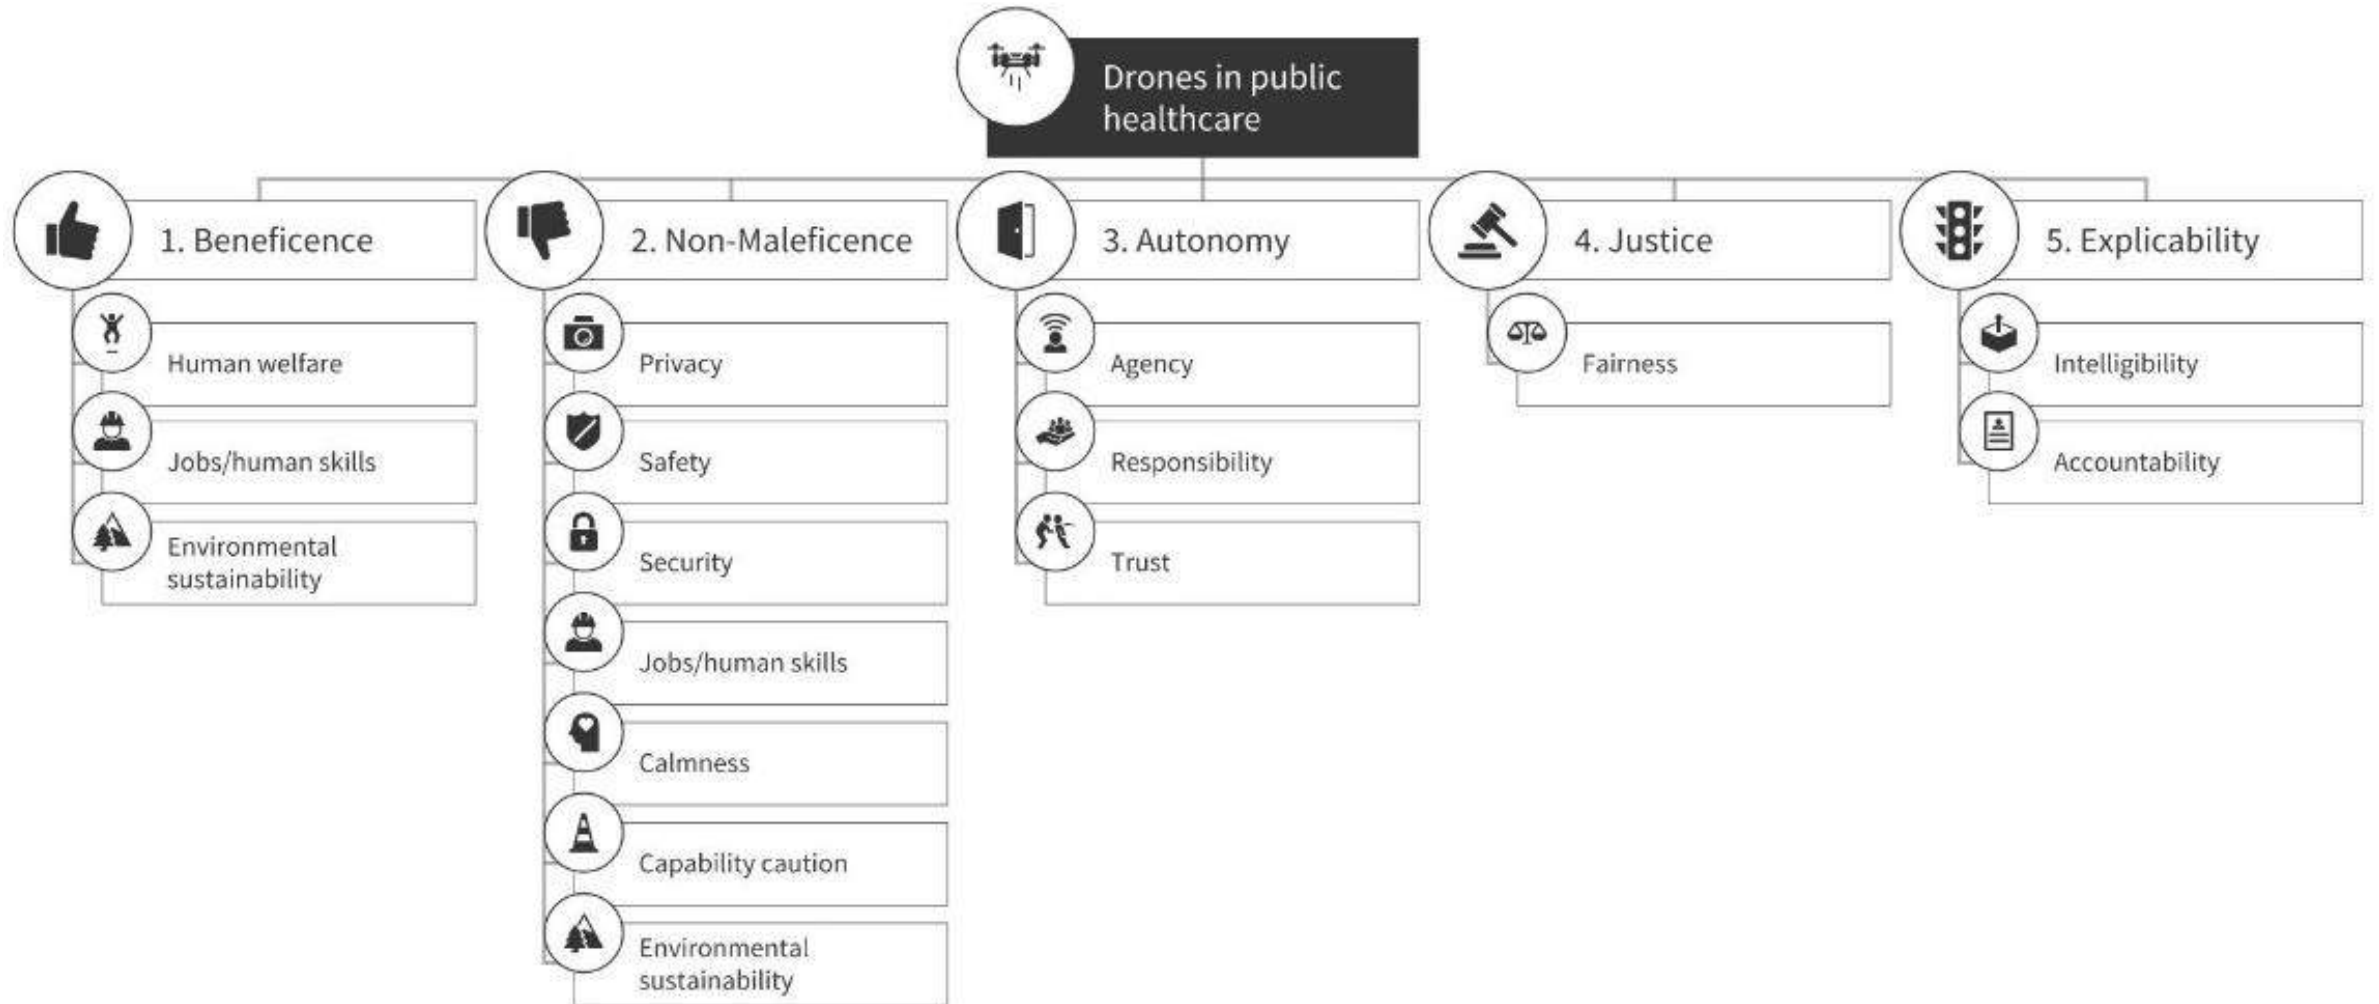 Drones in public
healthcare
1. Beneficence
Human welfare
Jobs/human skills
Environmental
sustainability
2. Non-Maleficence
Privacy
Safety
Security
Jobs/human skills
Calmness
Capability caution
Environmental
sustainability
3. Autonomy
Agency
Responsibility
Trust
4. Justice
Fairness
5. Explicability
Intelligibility
Accountability